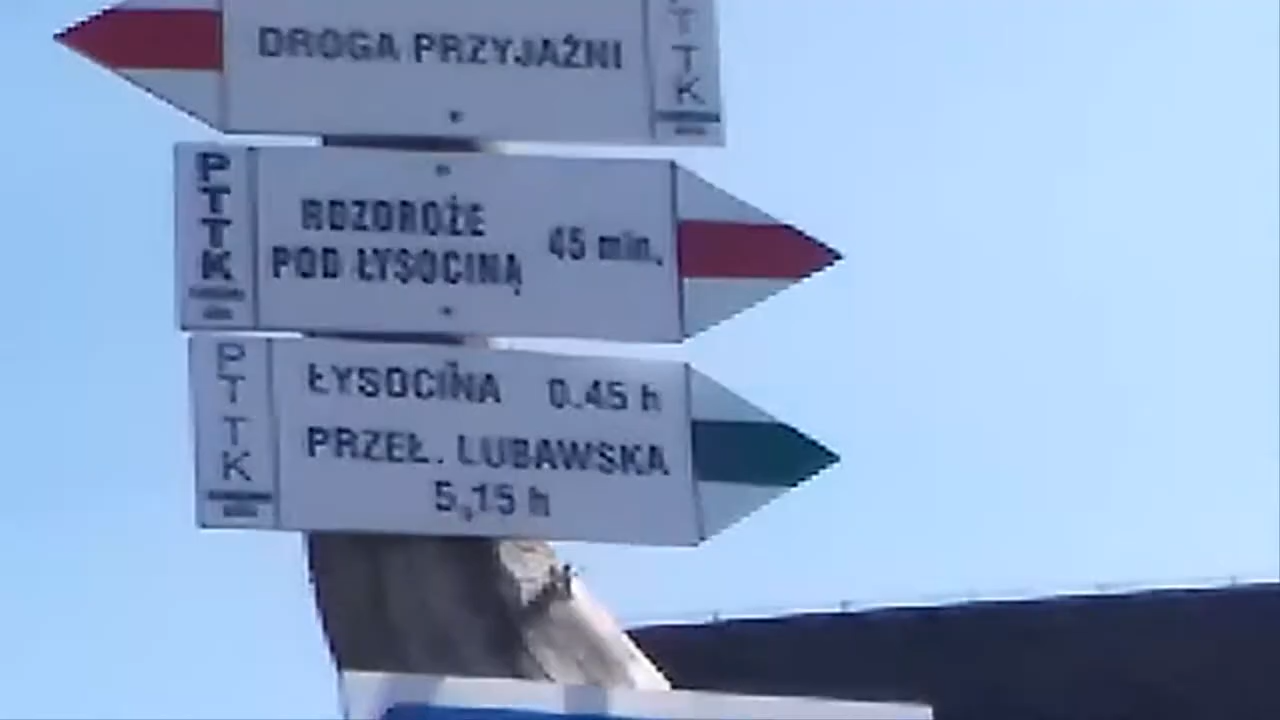 DROGA PRZYJAŹNI
PTTK
PTTK
ROZDROŻE
POD ŁYSOCINĄ
45 min.
PTTK
ŁYSOCINA 0.45 h
PRZEŁ. LUBAWSKA
5,15 h